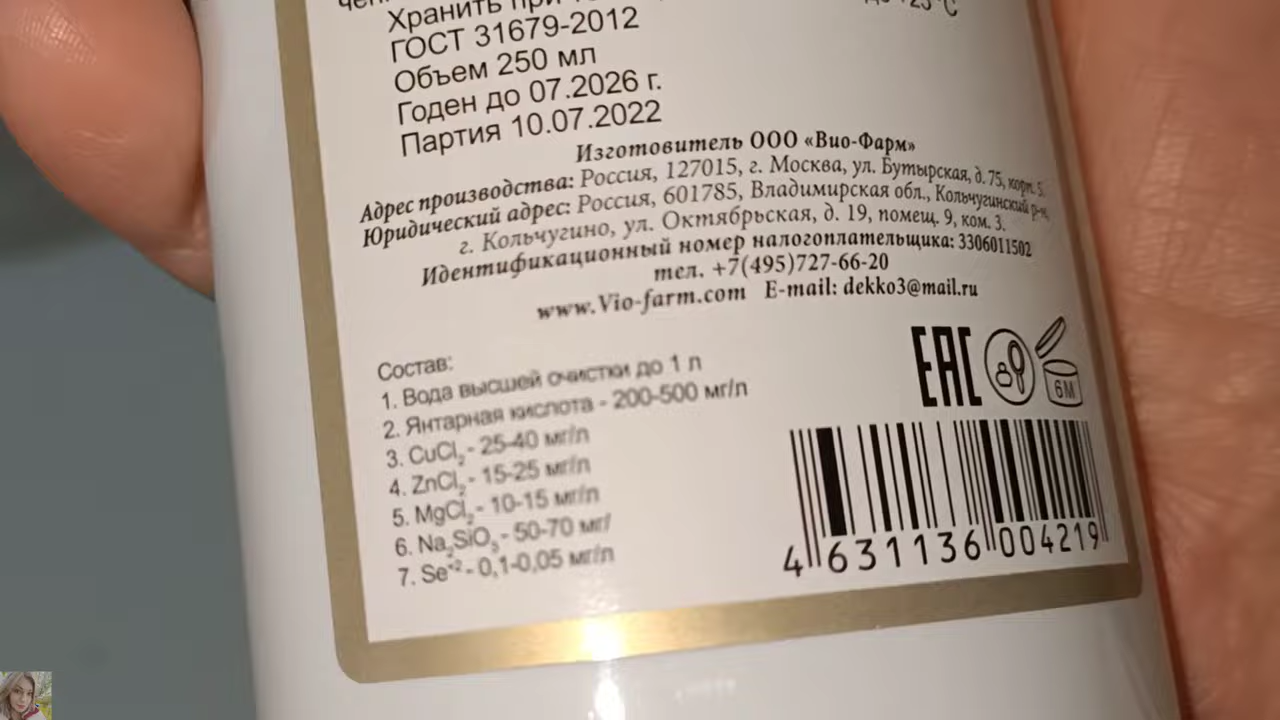 Хранить при
до +25°С
ГОСТ 31679-2012
Объем 250 мл
Годен до 07.2026 г.
Партия 10.07.2022
Изготовитель ООО «Вио-Фарм»
Адрес производства: Россия, 127015, г. Москва, ул. Бутырская, д. 75, корп. 5.
Юридический адрес: Россия, 601785, Владимирская обл., Кольчугинский р-н,
г. Кольчугино, ул. Октябрьская, д. 19, помещ. 9, ком. 3.
Идентификационный номер налогоплательщика: 3306011502
тел. +7(495)727-66-20
www.Vio-farm.com E-mail: dekko3@mail.ru
Состав:
1. Вода высшей очистки до 1 л
2. Янтарная кислота - 200-500 мг/л
3. CuCl₂ - 25-40 мг/л
4. ZnCl₂ - 15-25 мг/л
5. MgCl₂ - 10-15 мг/л
6. Na₂SiO₃ - 50-70 мг/
7. Se⁺² - 0,1-0,05 мг/л
EAC
6М
4 631136 004219